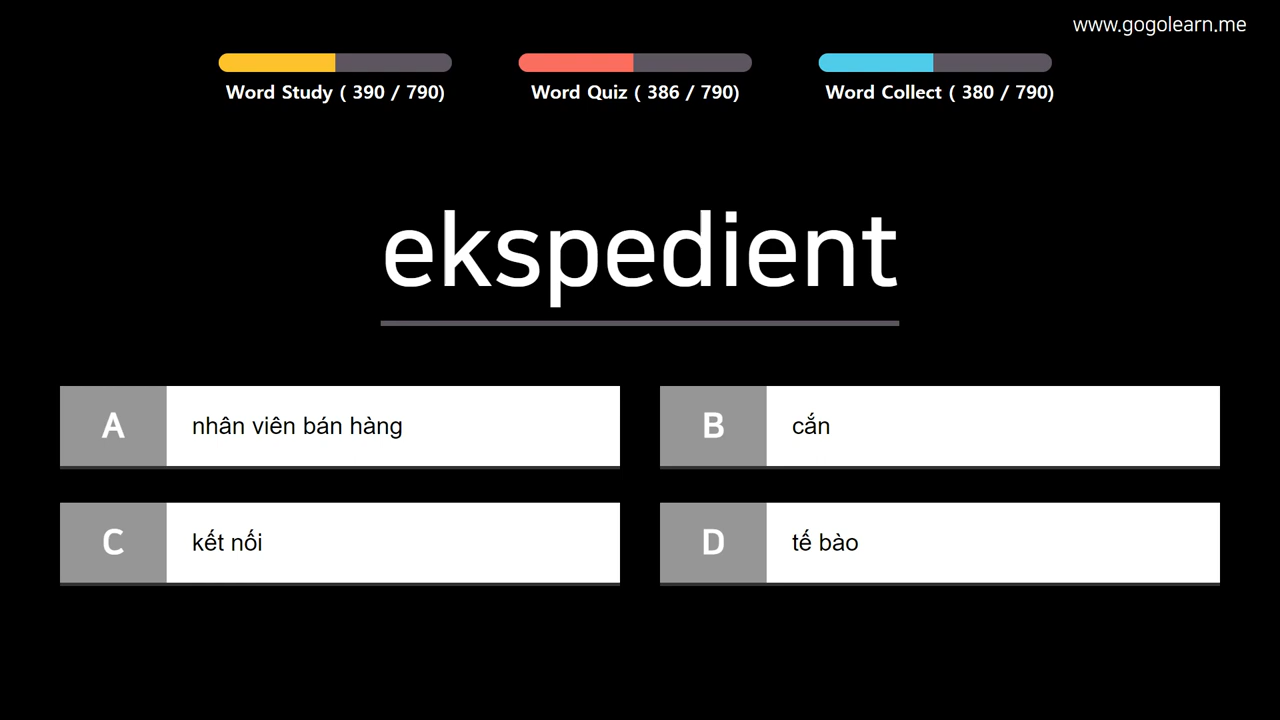 www.gogolearn.me
Word Study ( 390 / 790)
Word Quiz ( 386 / 790)
Word Collect ( 380 / 790)
ekspedient
A nhân viên bán hàng
B cắn
C kết nối
D tế bào